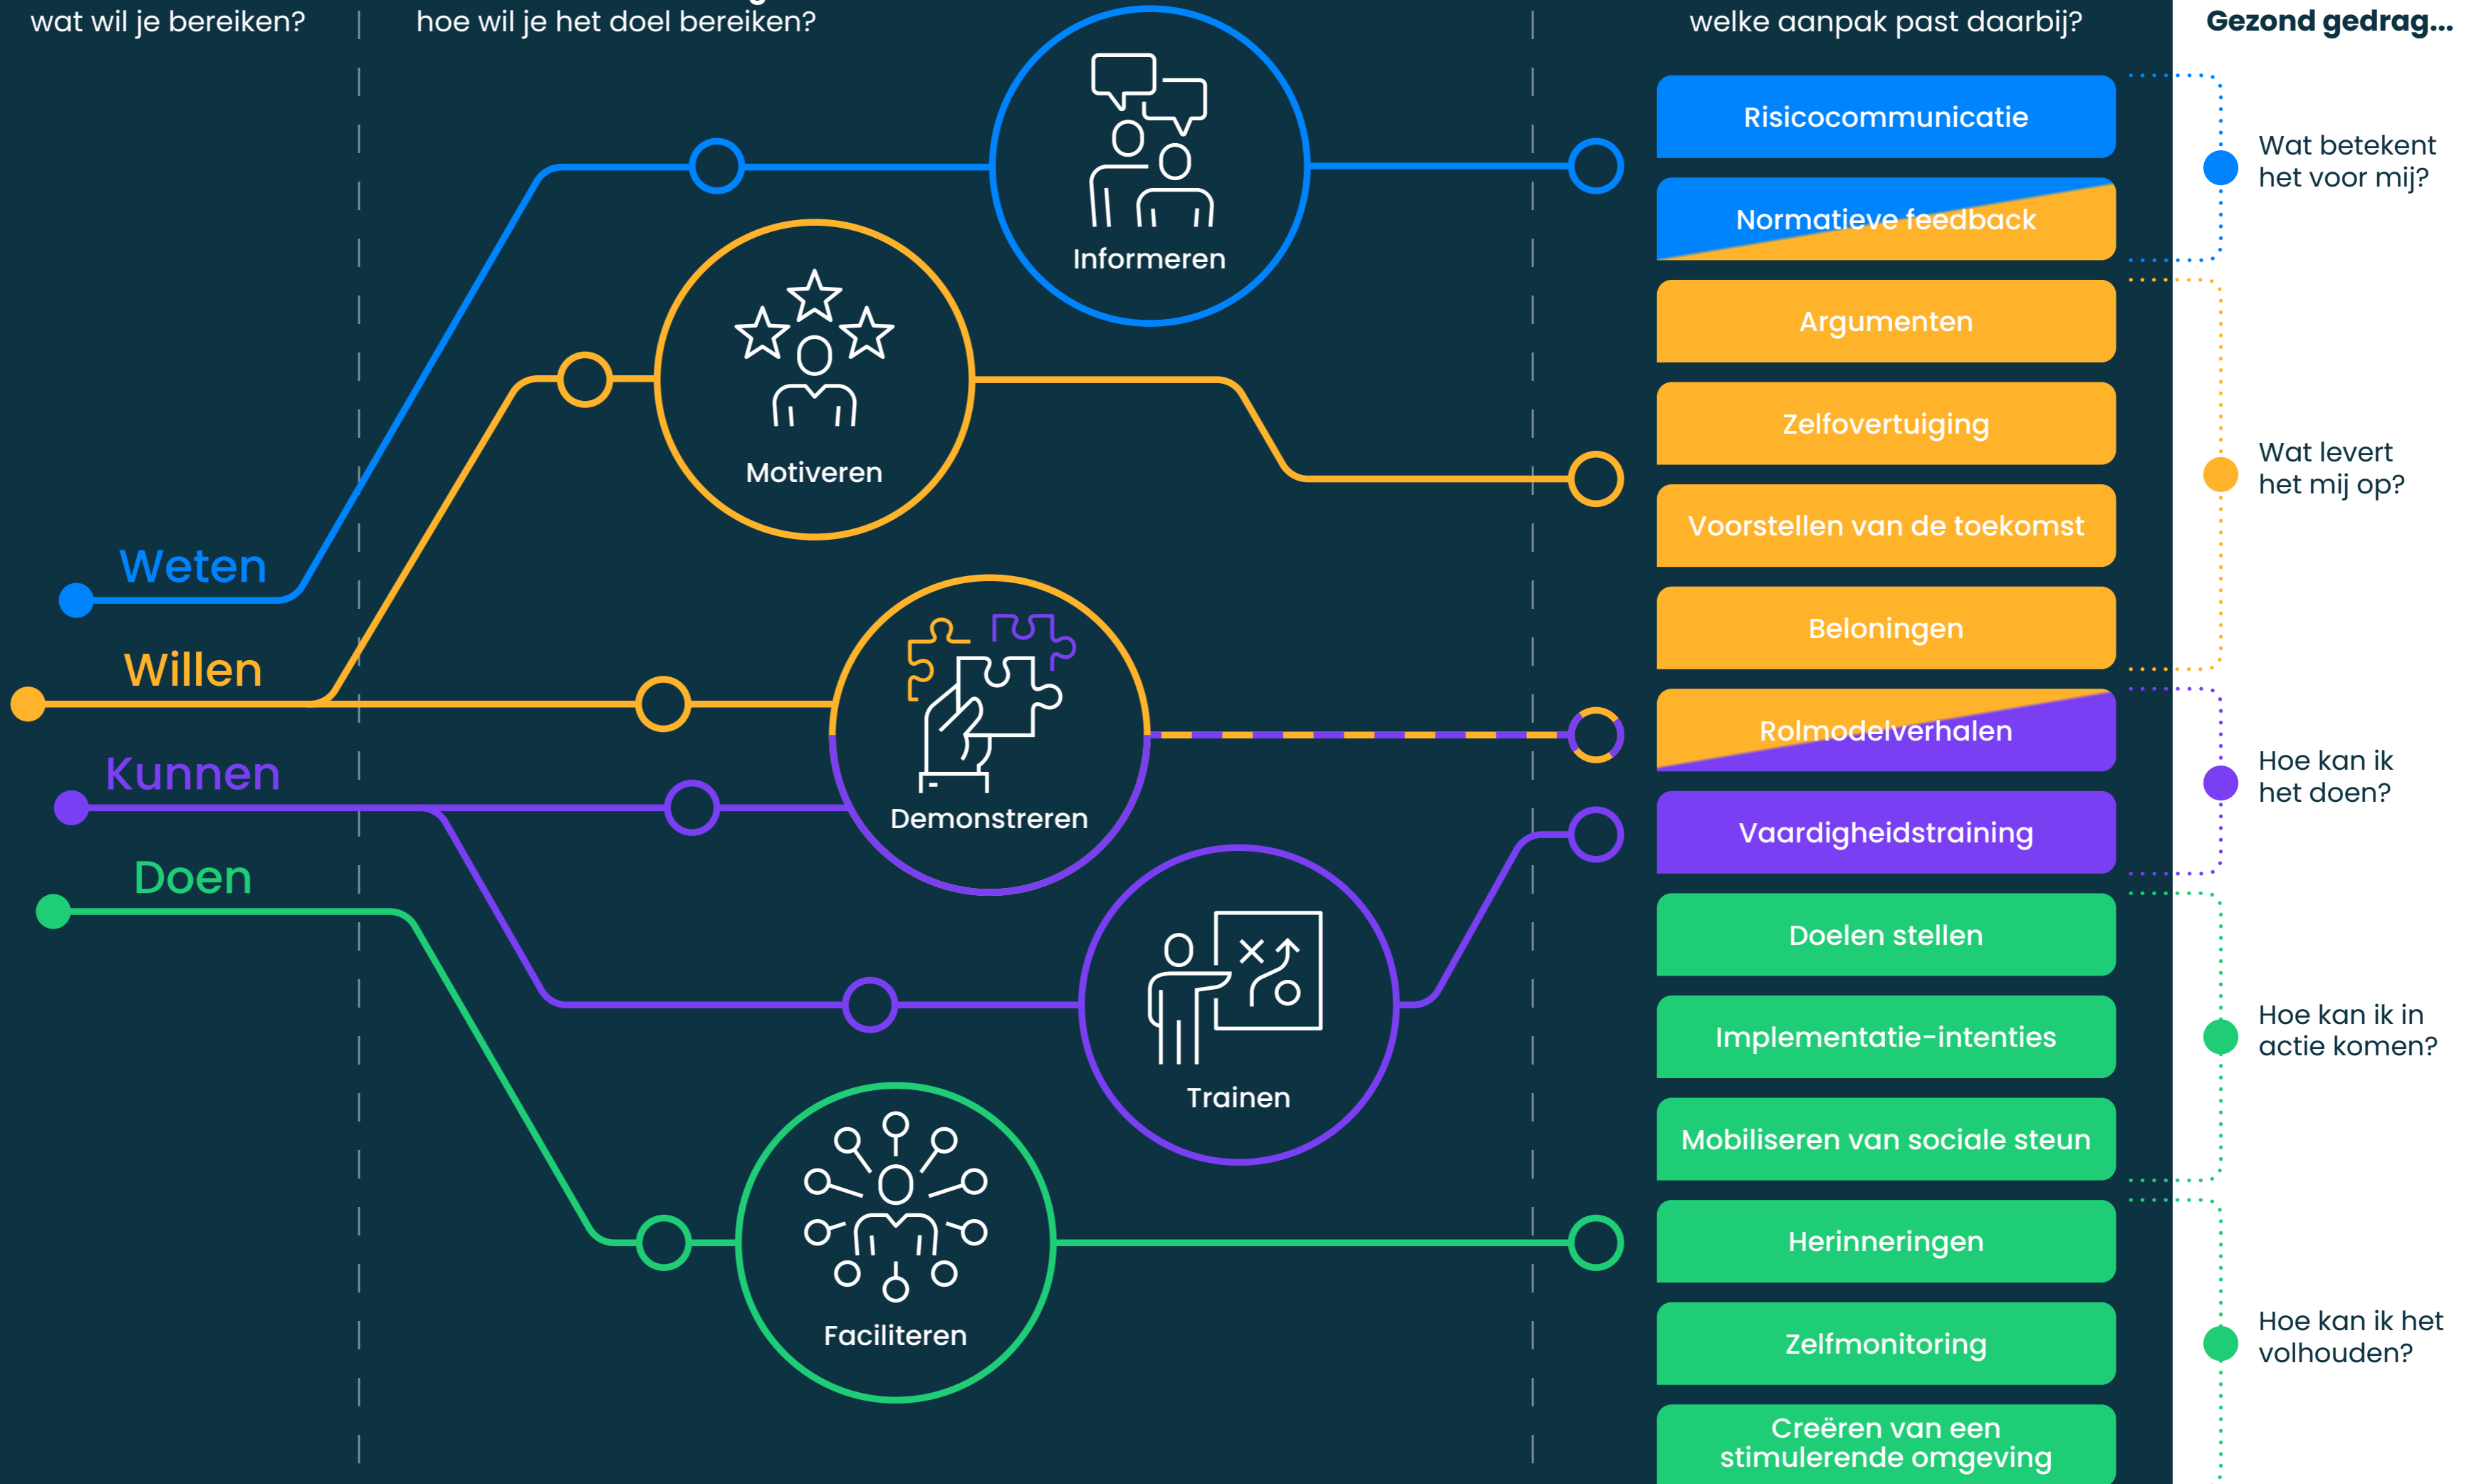 wat wil je bereiken?
hoe wil je het doel bereiken?
welke aanpak past daarbij?
Gezond gedrag...
Weten
Willen
Kunnen
Doen
Informeren
Motiveren
Demonstreren
Trainen
Faciliteren
Risicocommunicatie
Normatieve feedback
Argumenten
Zelfovertuiging
Voorstellen van de toekomst
Beloningen
Rolmodelverhalen
Vaardigheidstraining
Doelen stellen
Implementatie-intenties
Mobiliseren van sociale steun
Herinneringen
Zelfmonitoring
Creëren van een
stimulerende omgeving
Wat betekent
het voor mij?
Wat levert
het mij op?
Hoe kan ik
het doen?
Hoe kan ik in
actie komen?
Hoe kan ik het
volhouden?